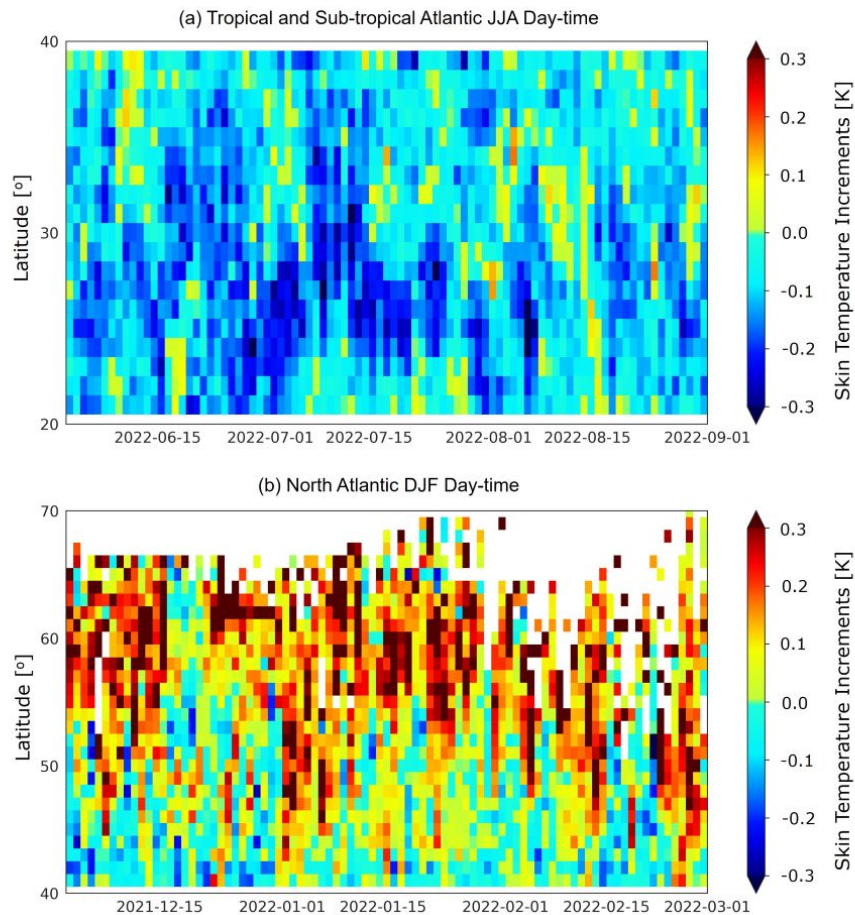 (a) Tropical and Sub-tropical Atlantic JJA Day-time
40
30
20
Latitude [º]
2022-06-15 2022-07-01 2022-07-15 2022-08-01 2022-08-15 2022-09-01
0.3
0.2
0.1
0.0
-0.1
-0.2
-0.3
Skin Temperature Increments [K]
(b) North Atlantic DJF Day-time
70
60
50
40
Latitude [º]
2021-12-15 2022-01-01 2022-01-15 2022-02-01 2022-02-15 2022-03-01
0.3
0.2
0.1
0.0
-0.1
-0.2
-0.3
Skin Temperature Increments [K]